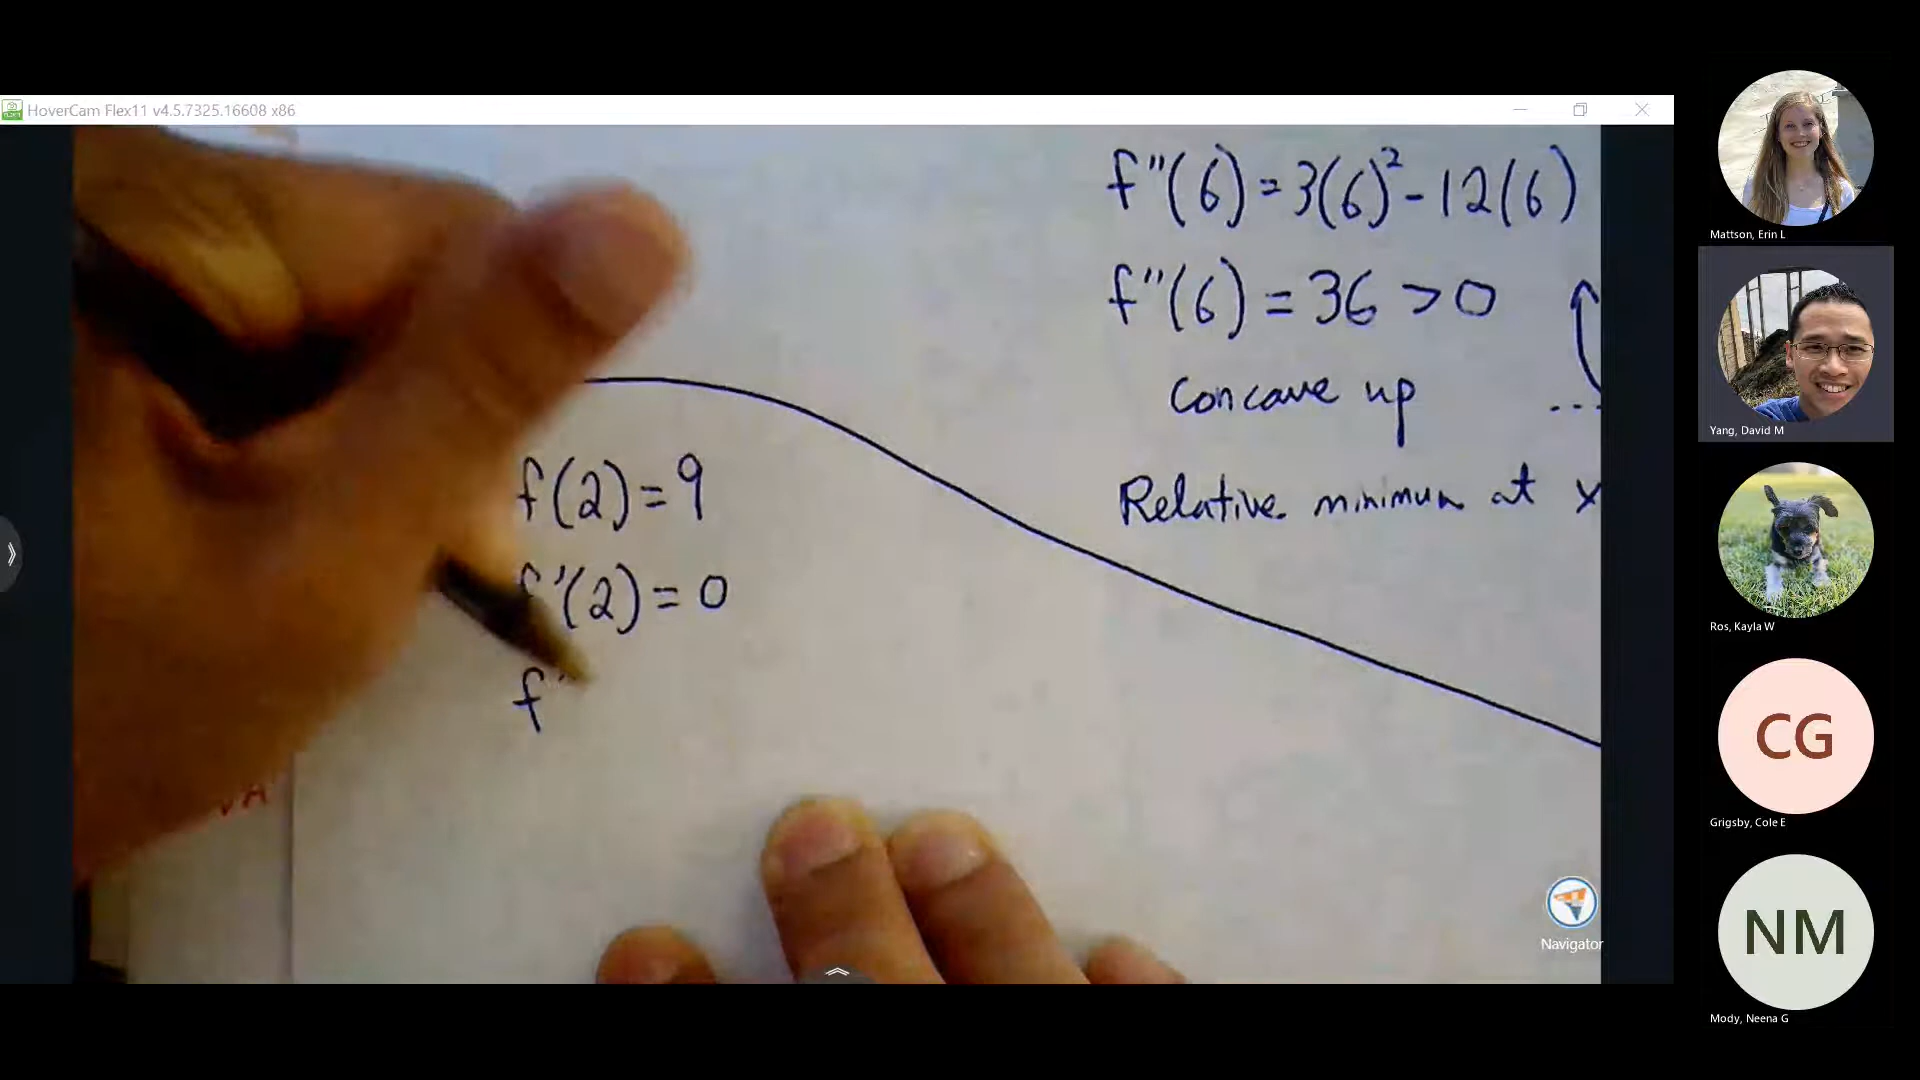 HoverCam Flex11 v4.5.7325.16608 x86
f"(6) = 3(6)² - 12(6)
f"(6) = 36 > 0
Concave up
...
Relative minimum at x
f(2) = 9
f'(2) = 0
f"
VA
Navigator
Mattson, Erin L
Yang, David M
Ros, Kayla W
CG
Grigsby, Cole E
NM
Mody, Neena G